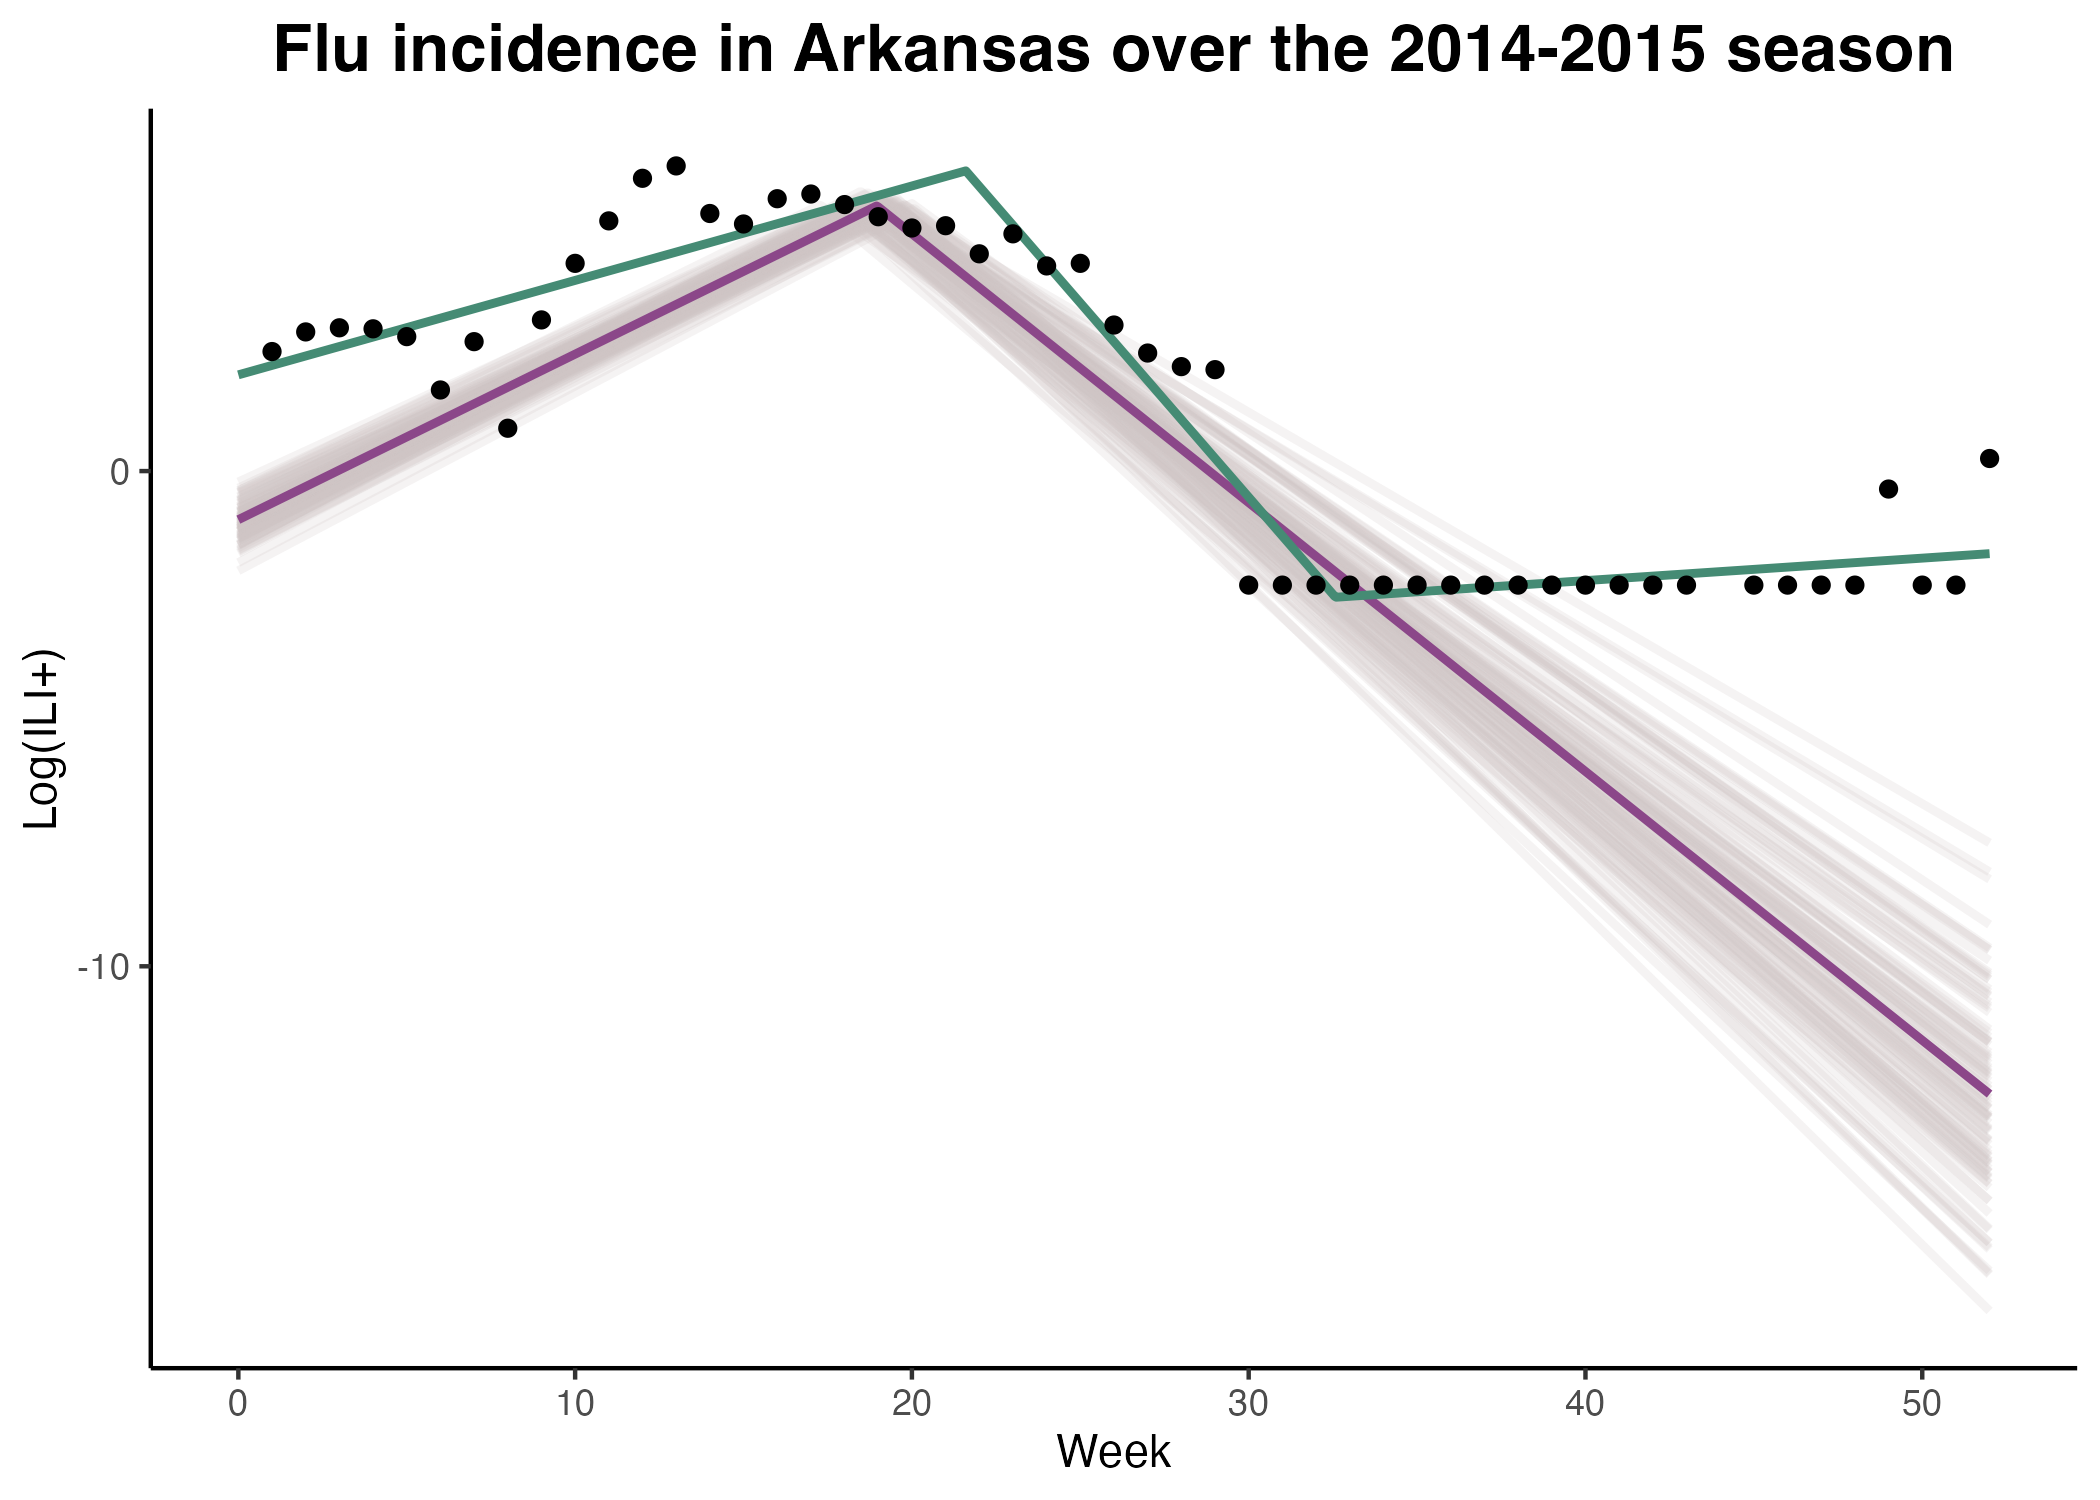 Flu incidence in Arkansas over the 2014-2015 season
0
-10
Log(ILI+)
0 10 20 30 40 50
Week